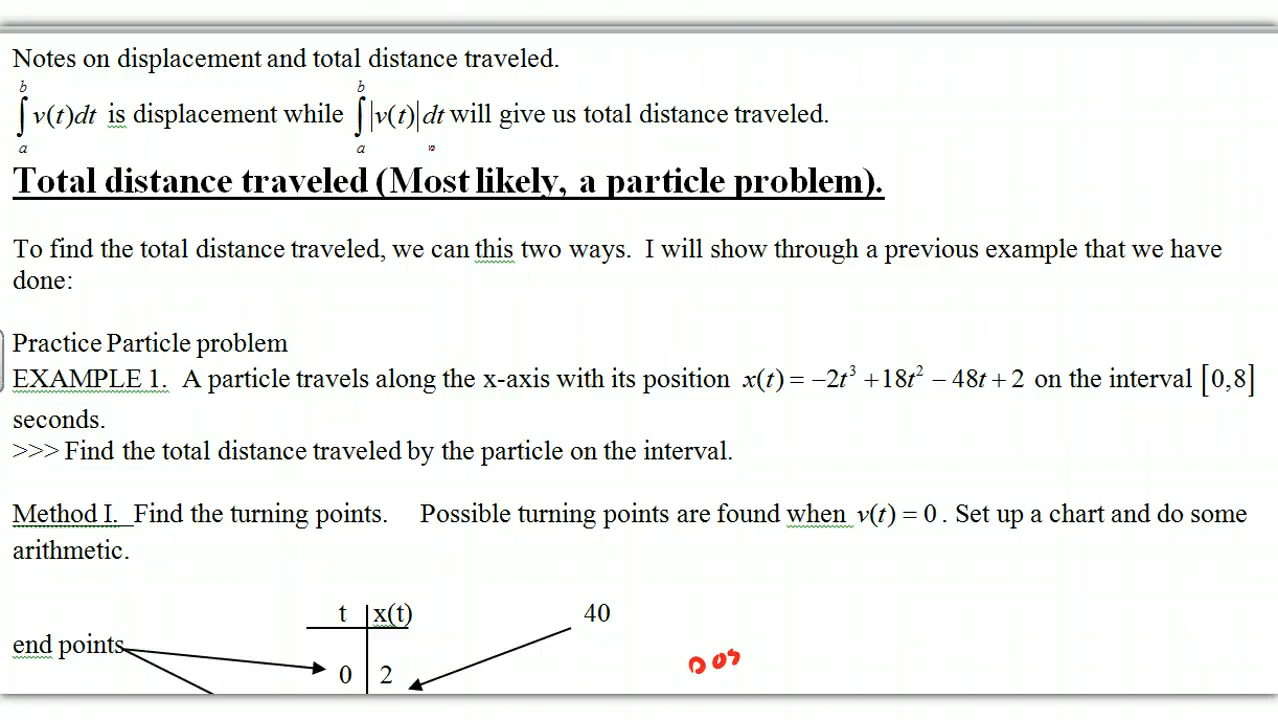 Notes on displacement and total distance traveled.
∫ₐᵇ v(t)dt is displacement while ∫ₐᵇ |v(t)| dt will give us total distance traveled.
Total distance traveled (Most likely, a particle problem).
To find the total distance traveled, we can this two ways.  I will show through a previous example that we have
done:
Practice Particle problem
EXAMPLE 1.  A particle travels along the x-axis with its position x(t) = −2t³ + 18t² − 48t + 2 on the interval [0,8]
seconds.
>>> Find the total distance traveled by the particle on the interval.
Method I.  Find the turning points.    Possible turning points are found when v(t) = 0. Set up a chart and do some
arithmetic.
t x(t) 40
end points
0 2